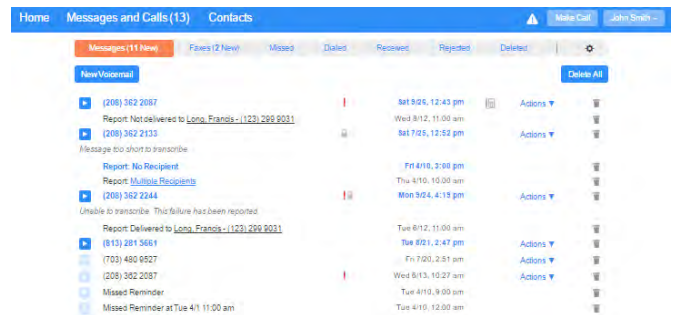 Home Messages and Calls (13) Contacts Make Call John Smith
Messages (11 New) Faxes (2 New) Missed Dialed Received Rejected Deleted
New Voicemail Delete All
(208) 362 2087 ! Sat 9/26, 12:43 pm Actions ▼
Report: Not delivered to Long, Francis - (123) 299 9031 Wed 8/12, 11:00 am
(208) 362 2133 Sat 7/25, 12:52 pm Actions ▼
Message too short to transcribe
Report: No Recipient Fri 4/10, 3:00 pm
Report: Multiple Recipients Thu 4/10, 10:00 am
(208) 362 2244 ! Mon 5/24, 4:15 pm Actions ▼
Unable to transcribe. This failure has been reported
Report: Delivered to Long, Francis - (123) 299 9031 Tue 6/12, 11:00 am
(813) 281 5661 Tue 8/21, 2:47 pm Actions ▼
(703) 480 9527 Fri 7/20, 2:51 pm Actions ▼
(208) 362 2087 ! Wed 6/13, 10:27 am Actions ▼
Missed Reminder Tue 4/10, 9:00 pm
Missed Reminder at Tue 4/1 11:00 am Tue 4/10, 12:00 am